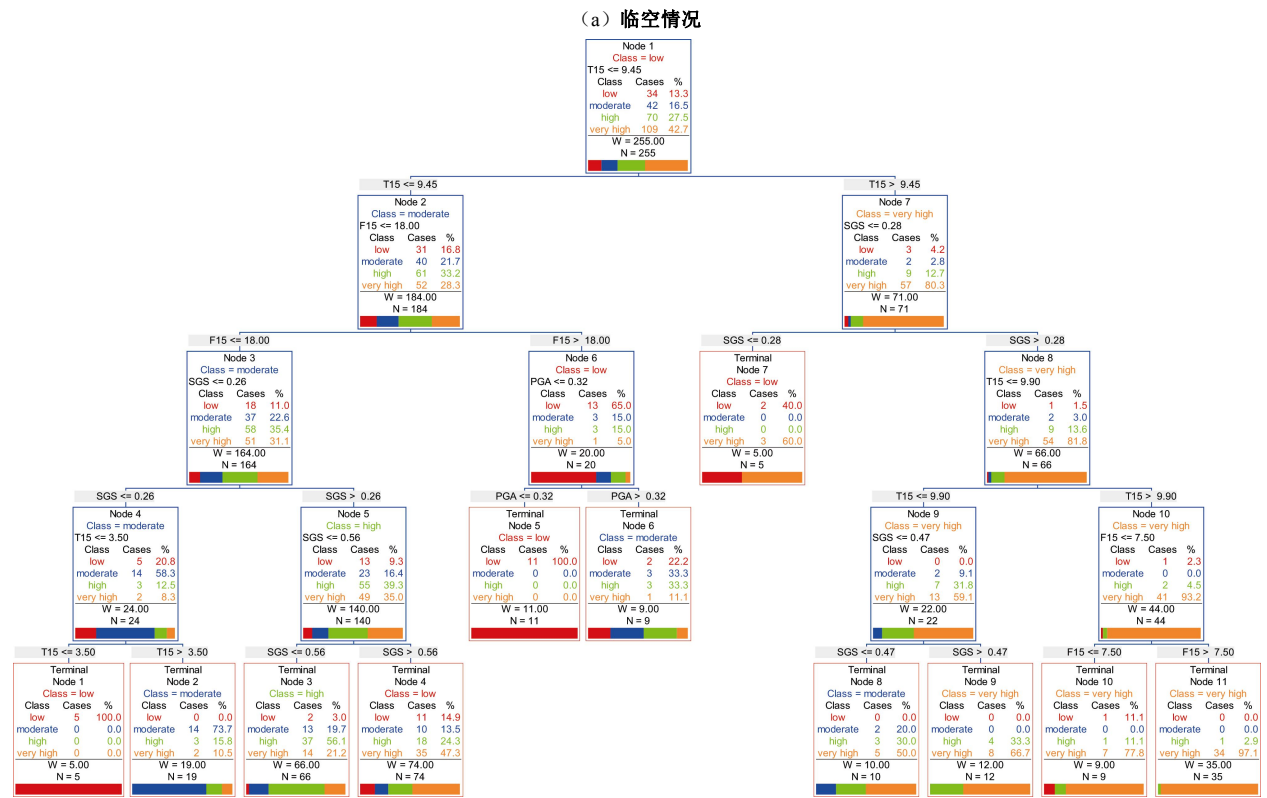 （a）临空情况
Node 1
Class = low
T15 <= 9.45
Class Cases %
low 34 13.3
moderate 42 16.5
high 70 27.5
very high 109 42.7
W = 255.00
N = 255
T15 <= 9.45
T15 > 9.45
Node 2
Class = moderate
F15 <= 18.00
Class Cases %
low 31 16.8
moderate 40 21.7
high 61 33.2
very high 52 28.3
W = 184.00
N = 184
Node 7
Class = very high
SGS <= 0.28
Class Cases %
low 3 4.2
moderate 2 2.8
high 9 12.7
very high 57 80.3
W = 71.00
N = 71
F15 <= 18.00
F15 > 18.00
SGS <= 0.28
SGS > 0.28
Node 3
Class = moderate
SGS <= 0.26
Class Cases %
low 18 11.0
moderate 37 22.6
high 58 35.4
very high 51 31.1
W = 164.00
N = 164
Node 6
Class = low
PGA <= 0.32
Class Cases %
low 13 65.0
moderate 3 15.0
high 3 15.0
very high 1 5.0
W = 20.00
N = 20
Terminal
Node 7
Class = low
Class Cases %
low 2 40.0
moderate 0 0.0
high 0 0.0
very high 3 60.0
W = 5.00
N = 5
Node 8
Class = very high
T15 <= 9.90
Class Cases %
low 1 1.5
moderate 2 3.0
high 9 13.6
very high 54 81.8
W = 66.00
N = 66
SGS <= 0.26
SGS > 0.26
PGA <= 0.32
PGA > 0.32
T15 <= 9.90
T15 > 9.90
Node 4
Class = moderate
T15 <= 3.50
Class Cases %
low 5 20.8
moderate 14 58.3
high 3 12.5
very high 2 8.3
W = 24.00
N = 24
Node 5
Class = high
SGS <= 0.56
Class Cases %
low 13 9.3
moderate 23 16.4
high 55 39.3
very high 49 35.0
W = 140.00
N = 140
Terminal
Node 5
Class = low
Class Cases %
low 11 100.0
moderate 0 0.0
high 0 0.0
very high 0 0.0
W = 11.00
N = 11
Terminal
Node 6
Class = moderate
Class Cases %
low 2 22.2
moderate 3 33.3
high 3 33.3
very high 1 11.1
W = 9.00
N = 9
Node 9
Class = very high
SGS <= 0.47
Class Cases %
low 0 0.0
moderate 2 9.1
high 7 31.8
very high 13 59.1
W = 22.00
N = 22
Node 10
Class = very high
F15 <= 7.50
Class Cases %
low 1 2.3
moderate 0 0.0
high 2 4.5
very high 41 93.2
W = 44.00
N = 44
T15 <= 3.50
T15 > 3.50
SGS <= 0.56
SGS > 0.56
SGS <= 0.47
SGS > 0.47
F15 <= 7.50
F15 > 7.50
Terminal
Node 1
Class = low
Class Cases %
low 5 100.0
moderate 0 0.0
high 0 0.0
very high 0 0.0
W = 5.00
N = 5
Terminal
Node 2
Class = moderate
Class Cases %
low 0 0.0
moderate 14 73.7
high 3 15.8
very high 2 10.5
W = 19.00
N = 19
Terminal
Node 3
Class = high
Class Cases %
low 2 3.0
moderate 13 19.7
high 37 56.1
very high 14 21.2
W = 66.00
N = 66
Terminal
Node 4
Class = low
Class Cases %
low 11 14.9
moderate 10 13.5
high 18 24.3
very high 35 47.3
W = 74.00
N = 74
Terminal
Node 8
Class = moderate
Class Cases %
low 0 0.0
moderate 2 20.0
high 3 30.0
very high 5 50.0
W = 10.00
N = 10
Terminal
Node 9
Class = very high
Class Cases %
low 0 0.0
moderate 0 0.0
high 4 33.3
very high 8 66.7
W = 12.00
N = 12
Terminal
Node 10
Class = very high
Class Cases %
low 1 11.1
moderate 0 0.0
high 1 11.1
very high 7 77.8
W = 9.00
N = 9
Terminal
Node 11
Class = very high
Class Cases %
low 0 0.0
moderate 0 0.0
high 1 2.9
very high 34 97.1
W = 35.00
N = 35